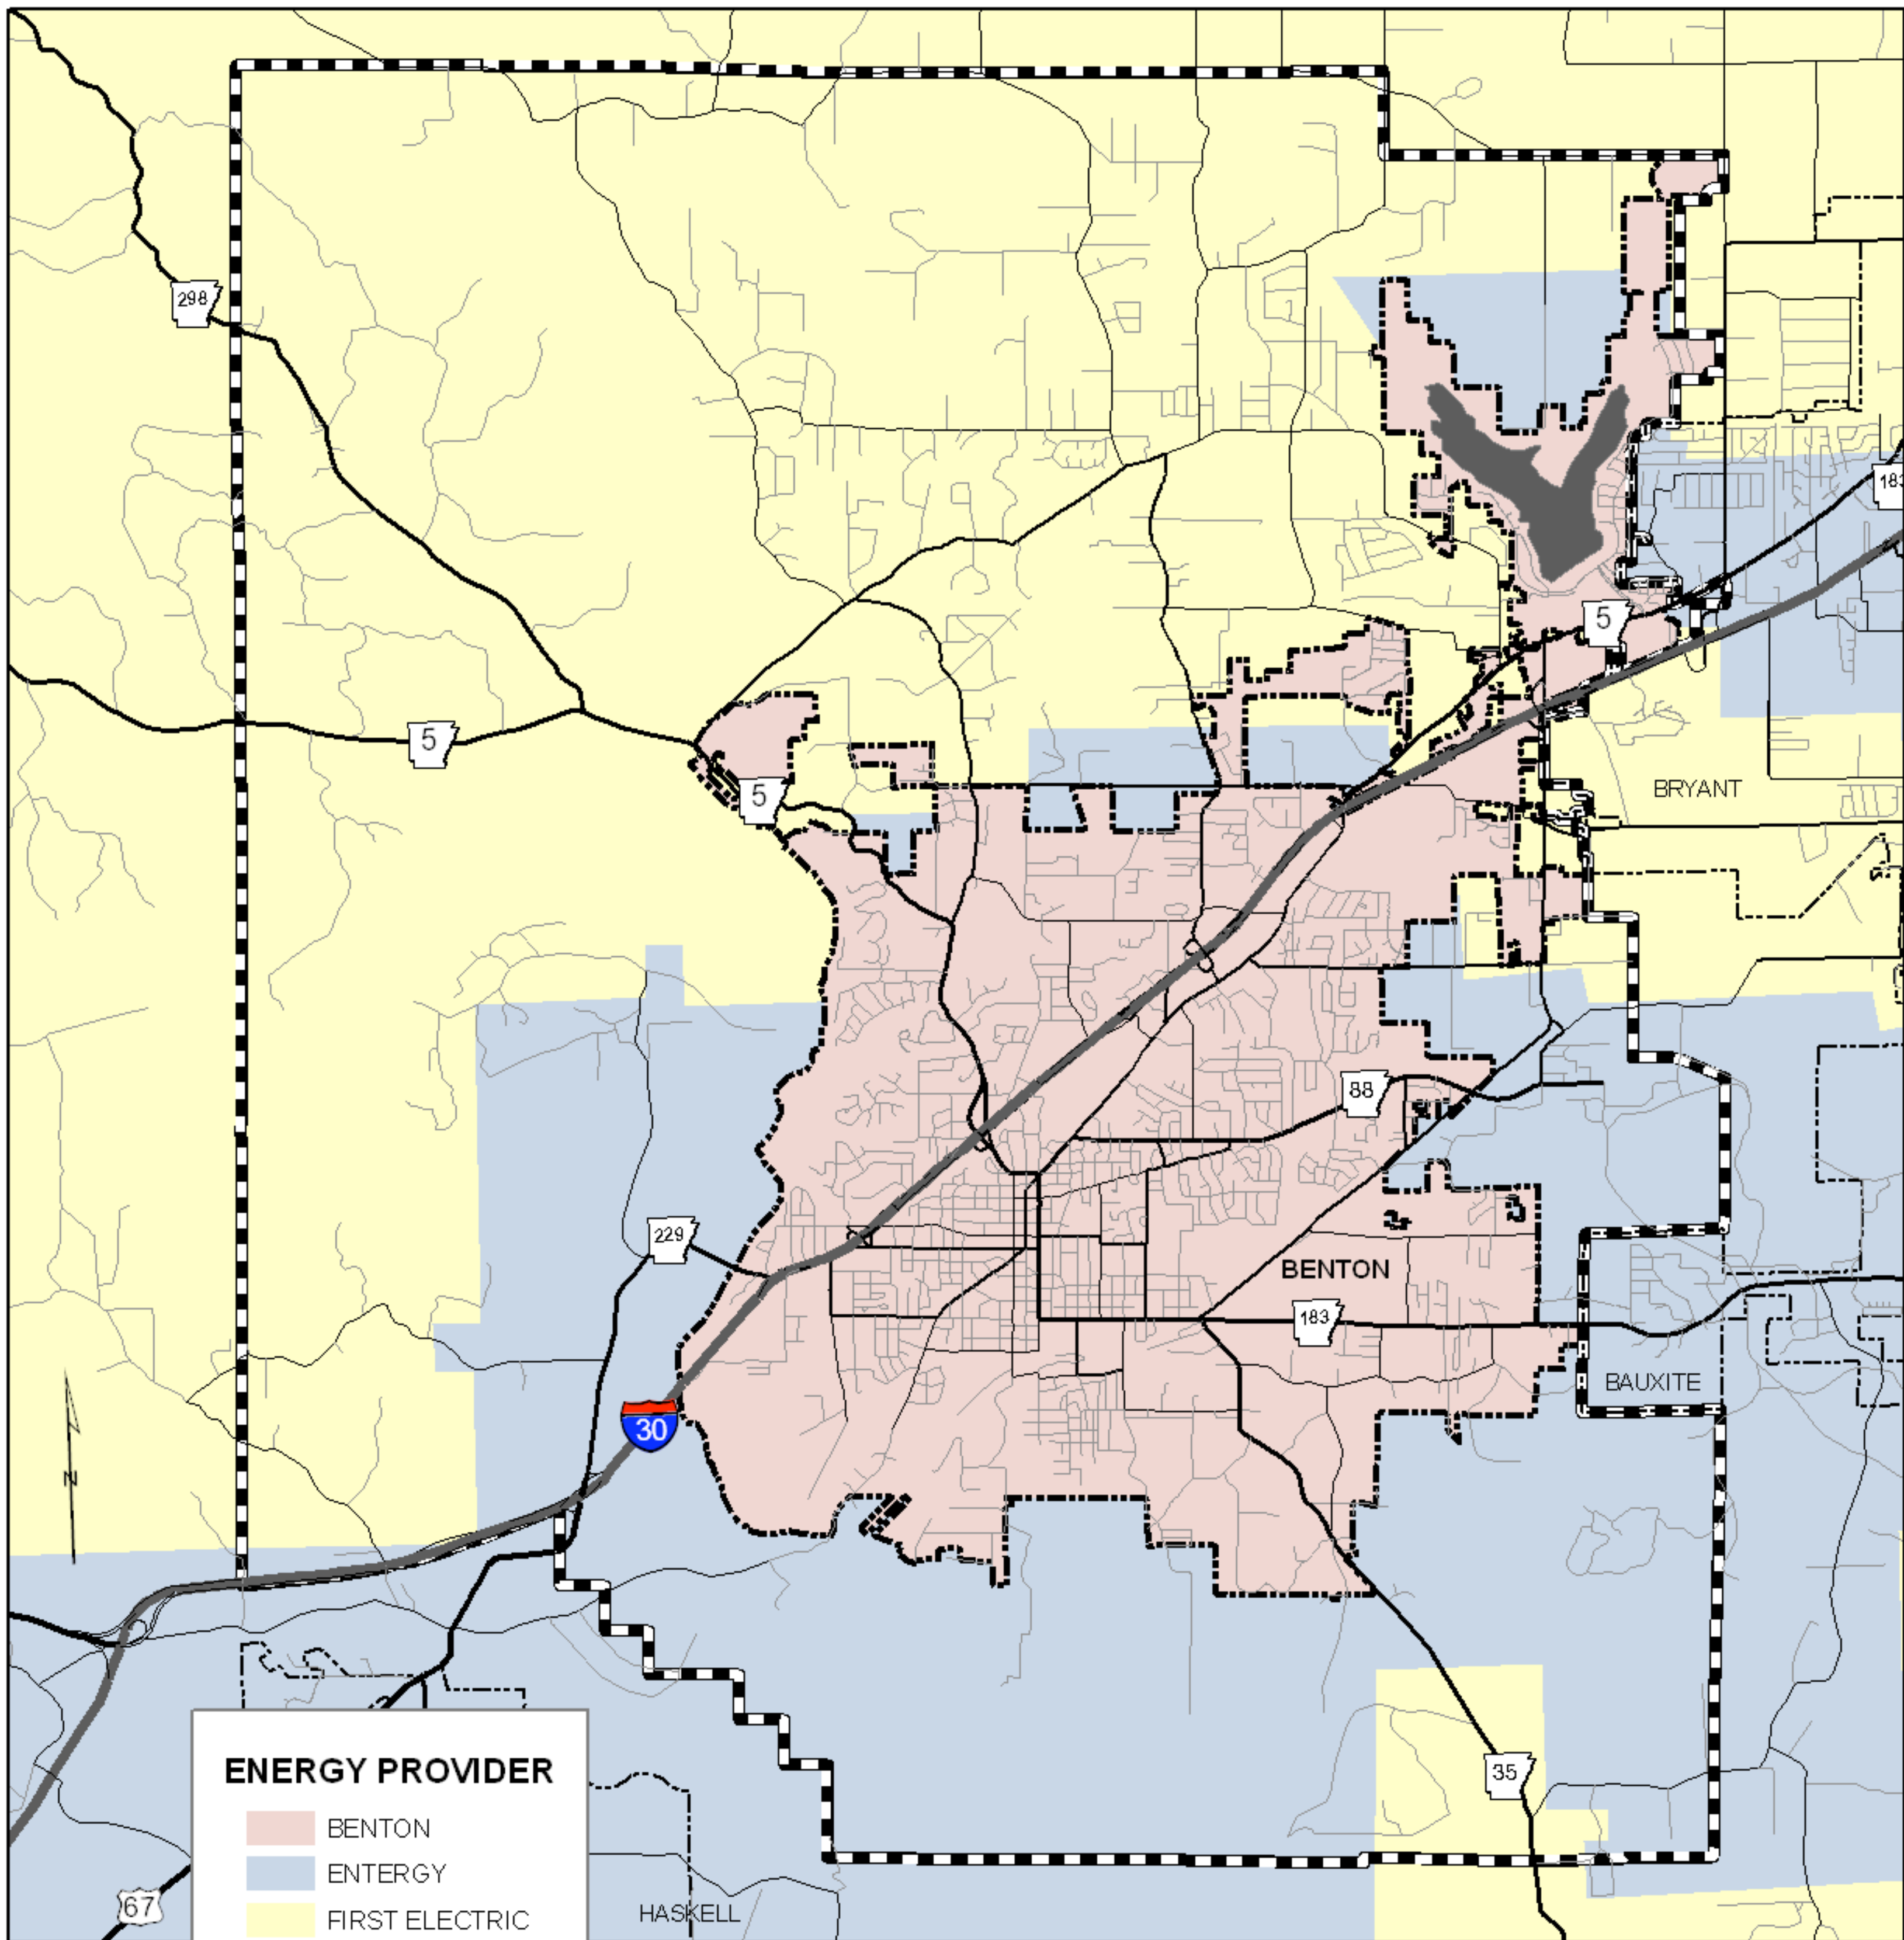 298
183
5
5
5
BRYANT
88
229
BENTON
183
BAUXITE
30
N
35
ENERGY PROVIDER
BENTON
ENTERGY
FIRST ELECTRIC
67
HASKELL